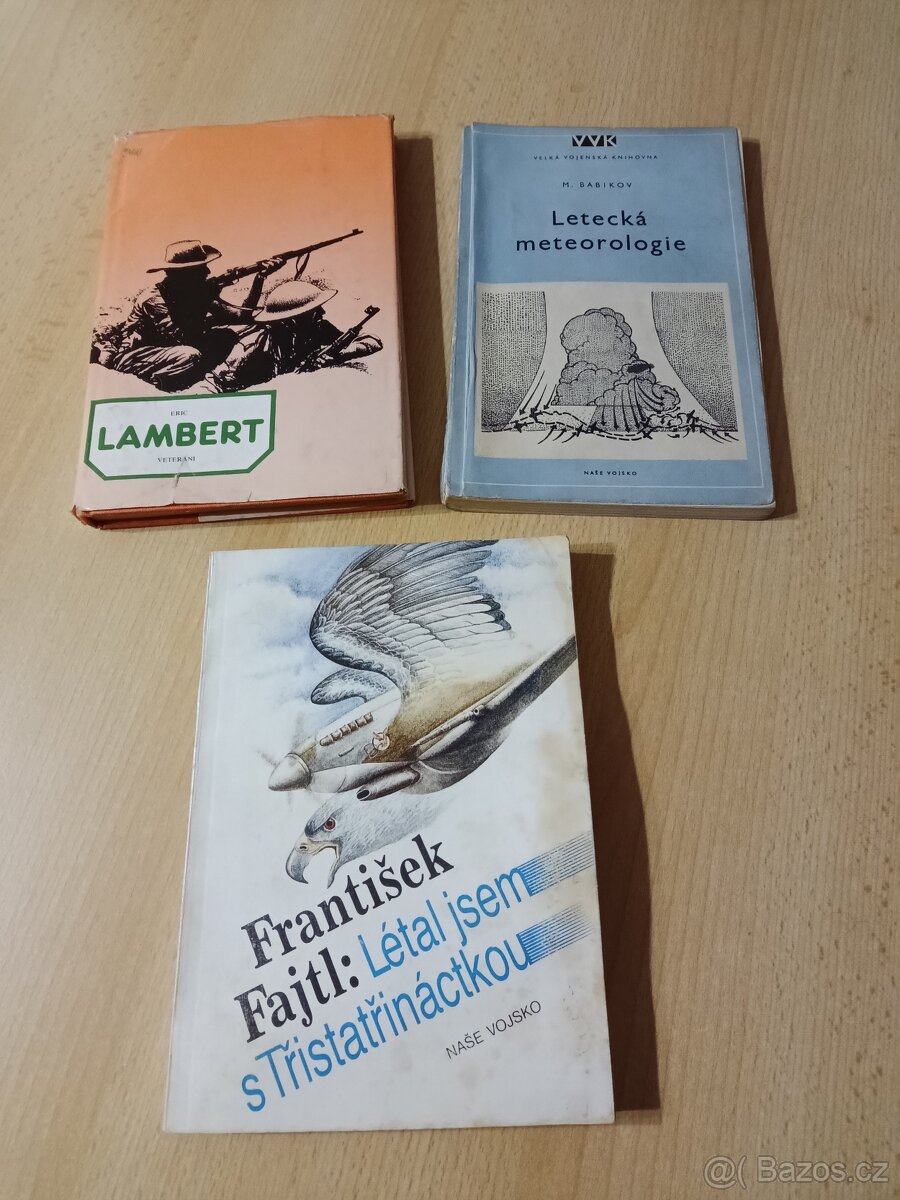 ERIC
LAMBERT
VETERÁNI
VVK
VELKÁ VOJENSKÁ KNIHOVNA
M. BABIKOV
Letecká
meteorologie
NAŠE VOJSKO
František
Fajtl: Létal jsem
s Třistatřináctkou
NAŠE VOJSKO
@( Bazos.cz